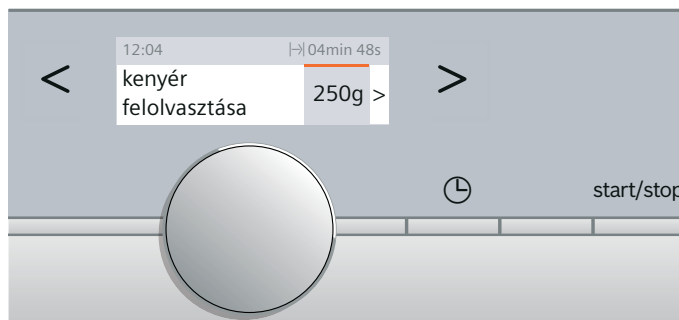 12:04 04min 48s
kenyér
felolvasztása
250g >
< >
start/stop